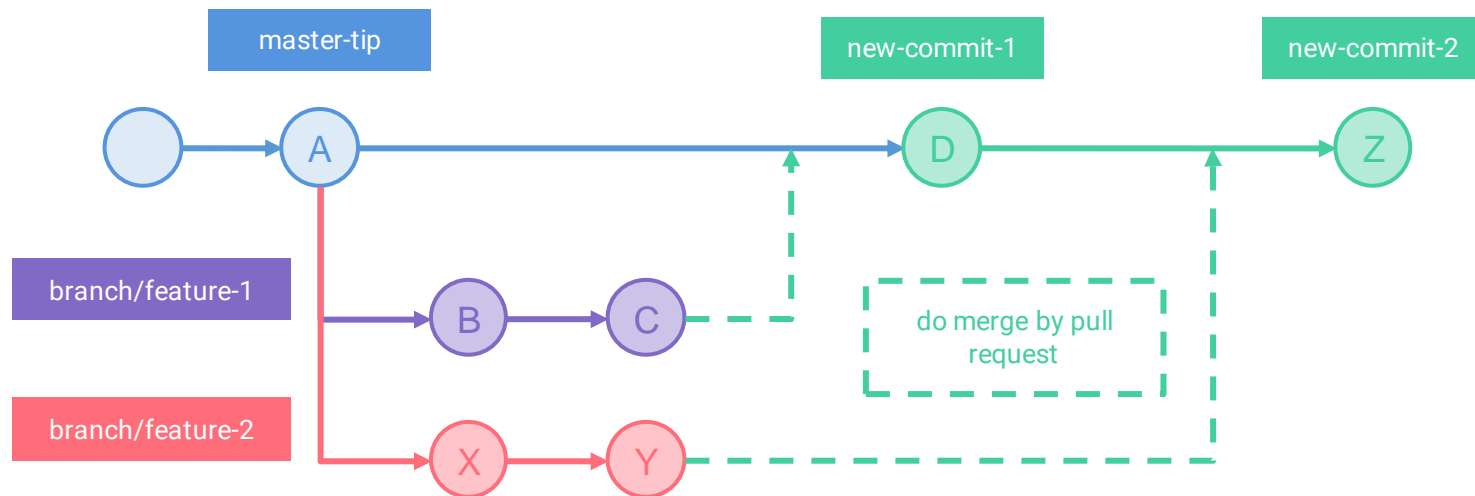 master-tip
new-commit-1
new-commit-2
A
D
Z
branch/feature-1
B
C
do merge by pull
request
branch/feature-2
X
Y